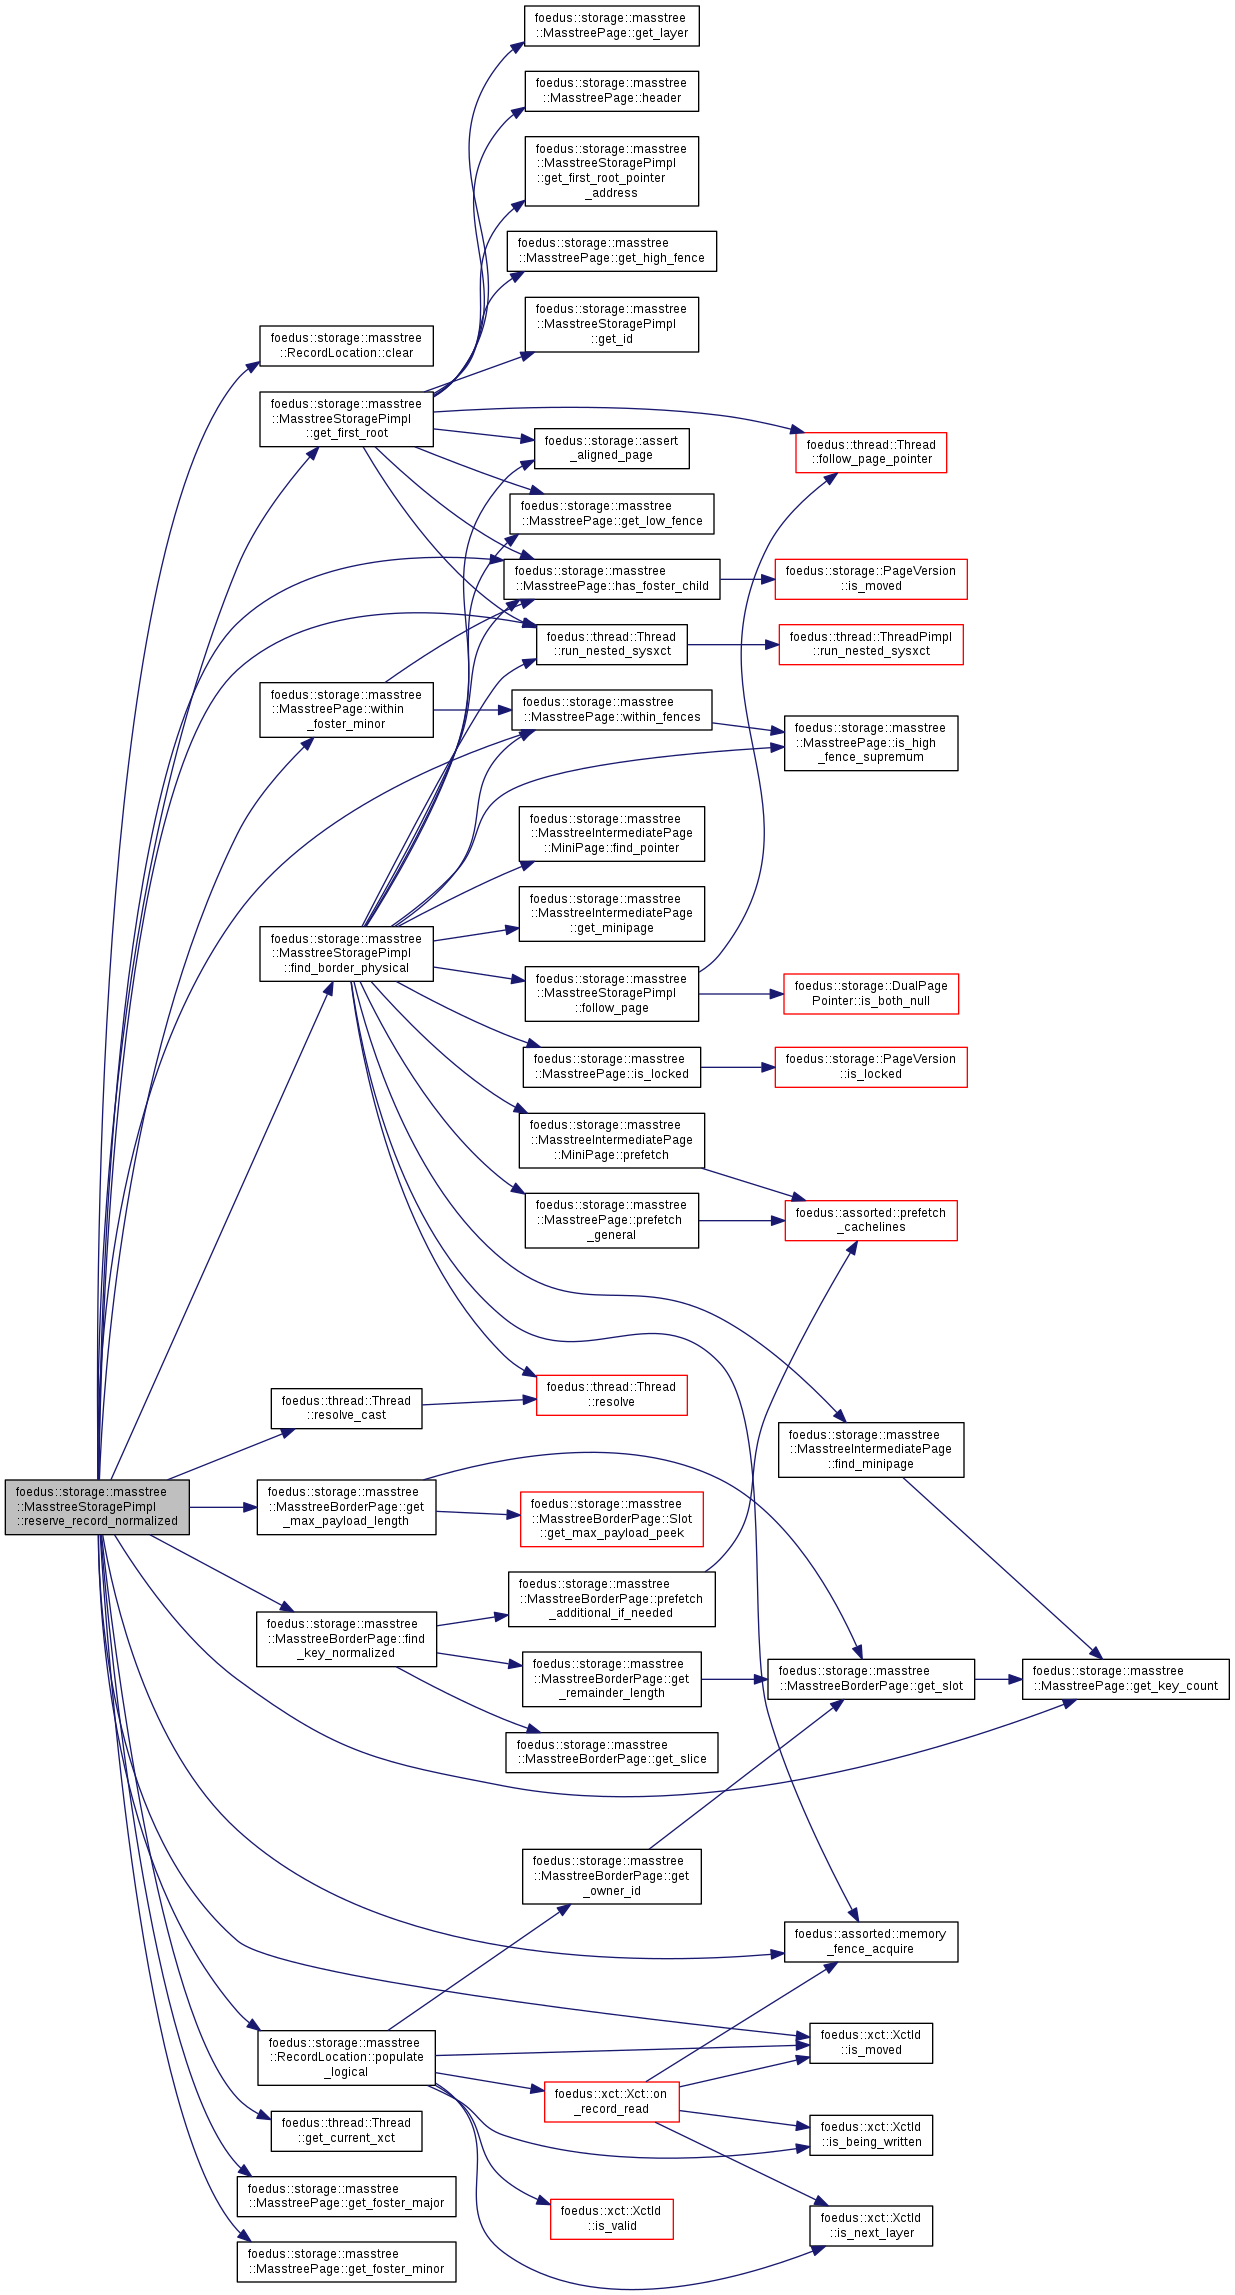 foedus::storage::masstree
::MasstreePage::get_layer
foedus::storage::masstree
::MasstreePage::header
foedus::storage::masstree
::MasstreeStoragePimpl
::get_first_root_pointer
_address
foedus::storage::masstree
::MasstreePage::get_high_fence
foedus::storage::masstree
::MasstreeStoragePimpl
::get_id
foedus::storage::masstree
::RecordLocation::clear
foedus::storage::masstree
::MasstreeStoragePimpl
::get_first_root
foedus::storage::assert
_aligned_page
foedus::thread::Thread
::follow_page_pointer
foedus::storage::masstree
::MasstreePage::get_low_fence
foedus::storage::masstree
::MasstreePage::has_foster_child
foedus::storage::PageVersion
::is_moved
foedus::thread::Thread
::run_nested_sysxct
foedus::thread::ThreadPimpl
::run_nested_sysxct
foedus::storage::masstree
::MasstreePage::within
_foster_minor
foedus::storage::masstree
::MasstreePage::within_fences
foedus::storage::masstree
::MasstreePage::is_high
_fence_supremum
foedus::storage::masstree
::MasstreeIntermediatePage
::MiniPage::find_pointer
foedus::storage::masstree
::MasstreeIntermediatePage
::get_minipage
foedus::storage::masstree
::MasstreeStoragePimpl
::find_border_physical
foedus::storage::masstree
::MasstreeStoragePimpl
::follow_page
foedus::storage::DualPage
Pointer::is_both_null
foedus::storage::masstree
::MasstreePage::is_locked
foedus::storage::PageVersion
::is_locked
foedus::storage::masstree
::MasstreeIntermediatePage
::MiniPage::prefetch
foedus::storage::masstree
::MasstreePage::prefetch
_general
foedus::assorted::prefetch
_cachelines
foedus::thread::Thread
::resolve_cast
foedus::thread::Thread
::resolve
foedus::storage::masstree
::MasstreeIntermediatePage
::find_minipage
foedus::storage::masstree
::MasstreeStoragePimpl
::reserve_record_normalized
foedus::storage::masstree
::MasstreeBorderPage::get
_max_payload_length
foedus::storage::masstree
::MasstreeBorderPage::Slot
::get_max_payload_peek
foedus::storage::masstree
::MasstreeBorderPage::prefetch
_additional_if_needed
foedus::storage::masstree
::MasstreeBorderPage::find
_key_normalized
foedus::storage::masstree
::MasstreeBorderPage::get
_remainder_length
foedus::storage::masstree
::MasstreeBorderPage::get_slot
foedus::storage::masstree
::MasstreePage::get_key_count
foedus::storage::masstree
::MasstreeBorderPage::get_slice
foedus::storage::masstree
::MasstreeBorderPage::get
_owner_id
foedus::assorted::memory
_fence_acquire
foedus::storage::masstree
::RecordLocation::populate
_logical
foedus::xct::XctId
::is_moved
foedus::xct::Xct::on
_record_read
foedus::thread::Thread
::get_current_xct
foedus::xct::XctId
::is_being_written
foedus::storage::masstree
::MasstreePage::get_foster_major
foedus::xct::XctId
::is_valid
foedus::xct::XctId
::is_next_layer
foedus::storage::masstree
::MasstreePage::get_foster_minor